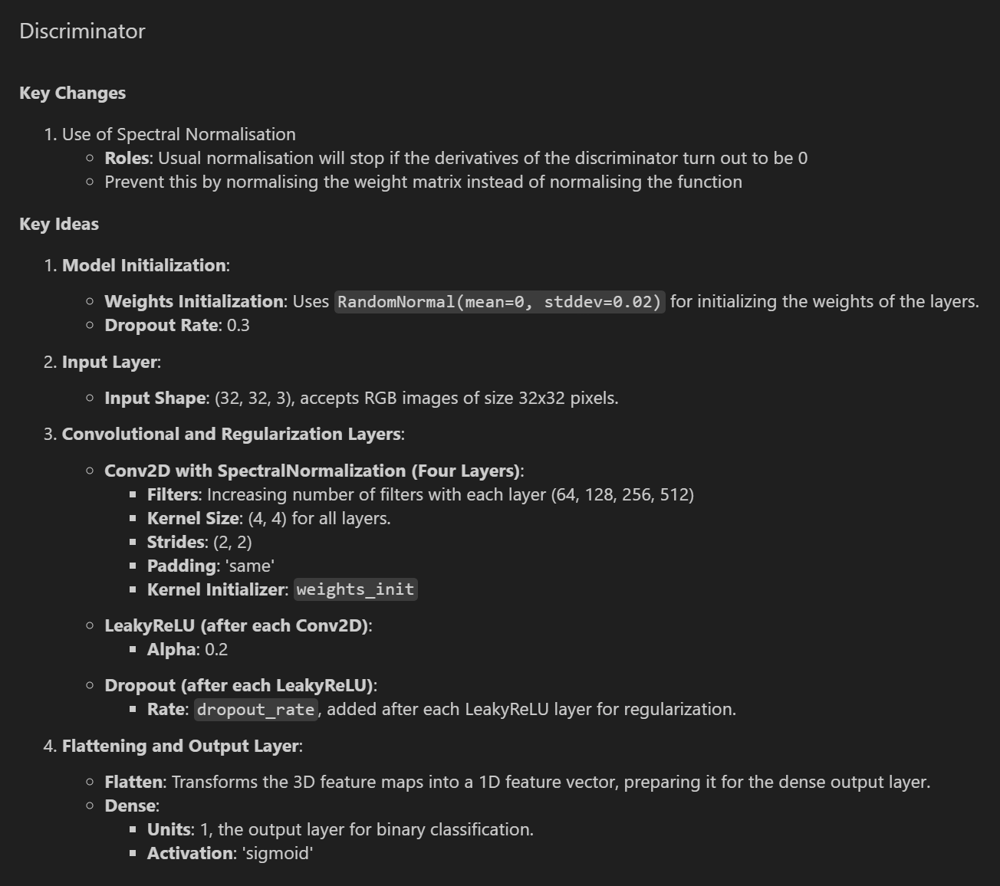 Discriminator
Key Changes
1. Use of Spectral Normalisation
○ Roles: Usual normalisation will stop if the derivatives of the discriminator turn out to be 0
○ Prevent this by normalising the weight matrix instead of normalising the function
Key Ideas
1. Model Initialization:
○ Weights Initialization: Uses RandomNormal(mean=0, stddev=0.02) for initializing the weights of the layers.
○ Dropout Rate: 0.3
2. Input Layer:
○ Input Shape: (32, 32, 3), accepts RGB images of size 32x32 pixels.
3. Convolutional and Regularization Layers:
○ Conv2D with SpectralNormalization (Four Layers):
▪ Filters: Increasing number of filters with each layer (64, 128, 256, 512)
▪ Kernel Size: (4, 4) for all layers.
▪ Strides: (2, 2)
▪ Padding: 'same'
▪ Kernel Initializer: weights_init
○ LeakyReLU (after each Conv2D):
▪ Alpha: 0.2
○ Dropout (after each LeakyReLU):
▪ Rate: dropout_rate, added after each LeakyReLU layer for regularization.
4. Flattening and Output Layer:
○ Flatten: Transforms the 3D feature maps into a 1D feature vector, preparing it for the dense output layer.
○ Dense:
▪ Units: 1, the output layer for binary classification.
▪ Activation: 'sigmoid'